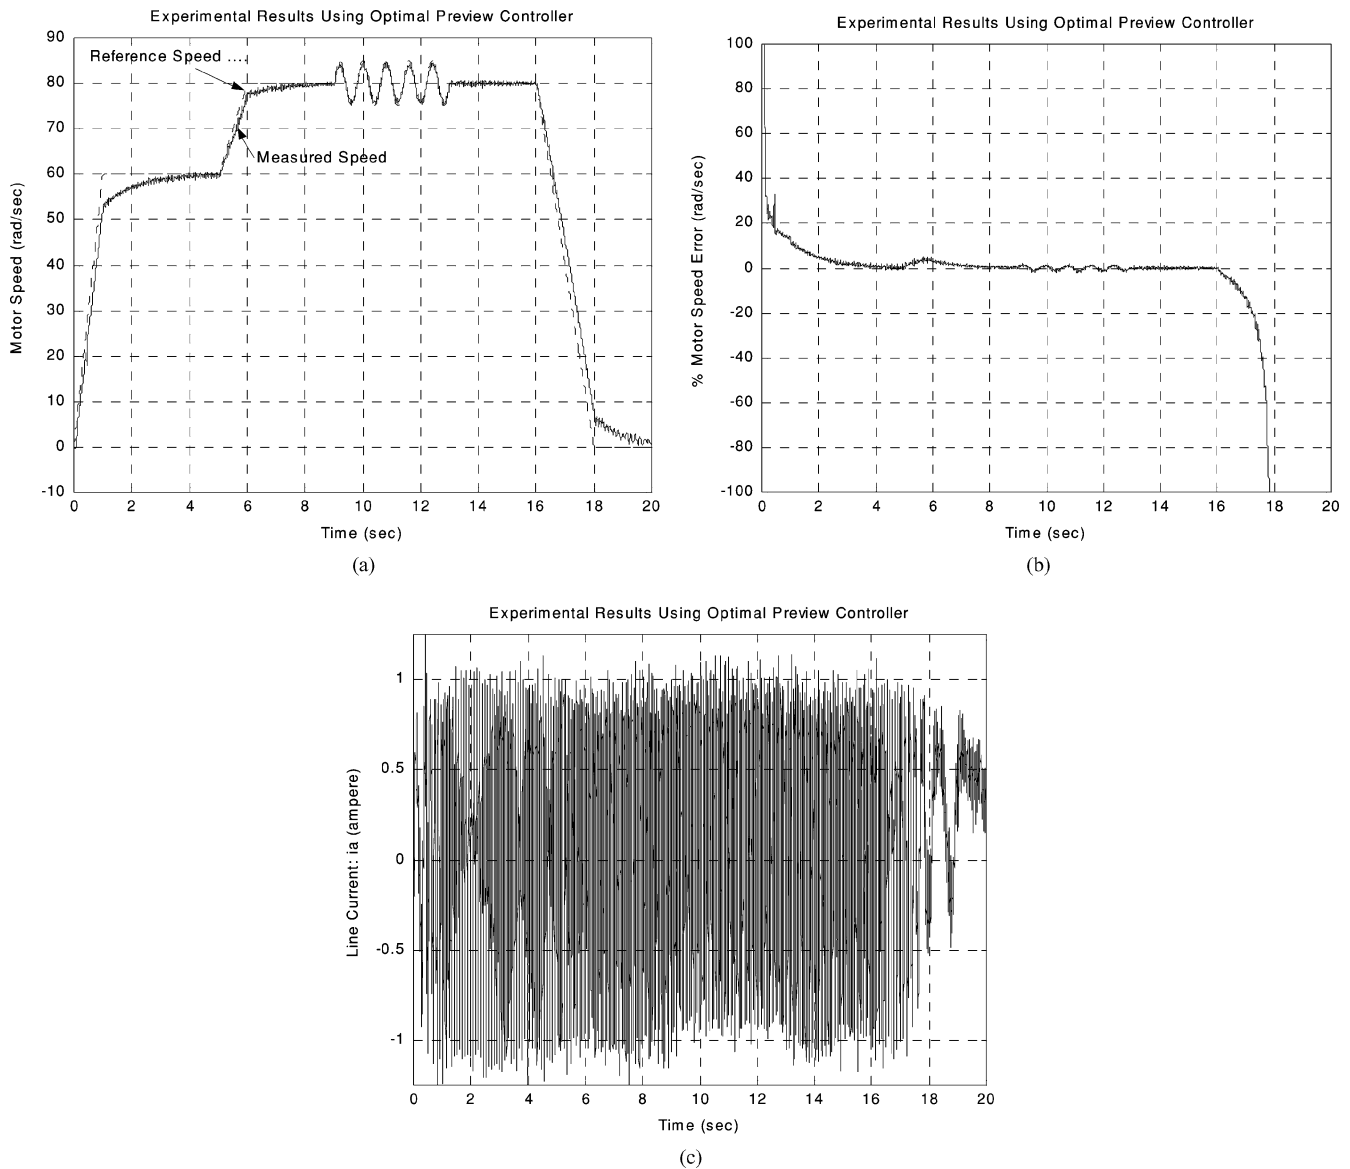 Experimental Results Using Optimal Preview Controller
90
80
70
60
50
40
30
20
10
0
-10
Motor Speed (rad/sec)
Reference Speed ....
Measured Speed
0 2 4 6 8 10 12 14 16 18 20
Time (sec)
(a)
Experimental Results Using Optimal Preview Controller
100
80
60
40
20
0
-20
-40
-60
-80
-100
% Motor Speed Error (rad/sec)
0 2 4 6 8 10 12 14 16 18 20
Time (sec)
(b)
Experimental Results Using Optimal Preview Controller
1
0.5
0
-0.5
-1
Line Current: ia (ampere)
0 2 4 6 8 10 12 14 16 18 20
Time (sec)
(c)